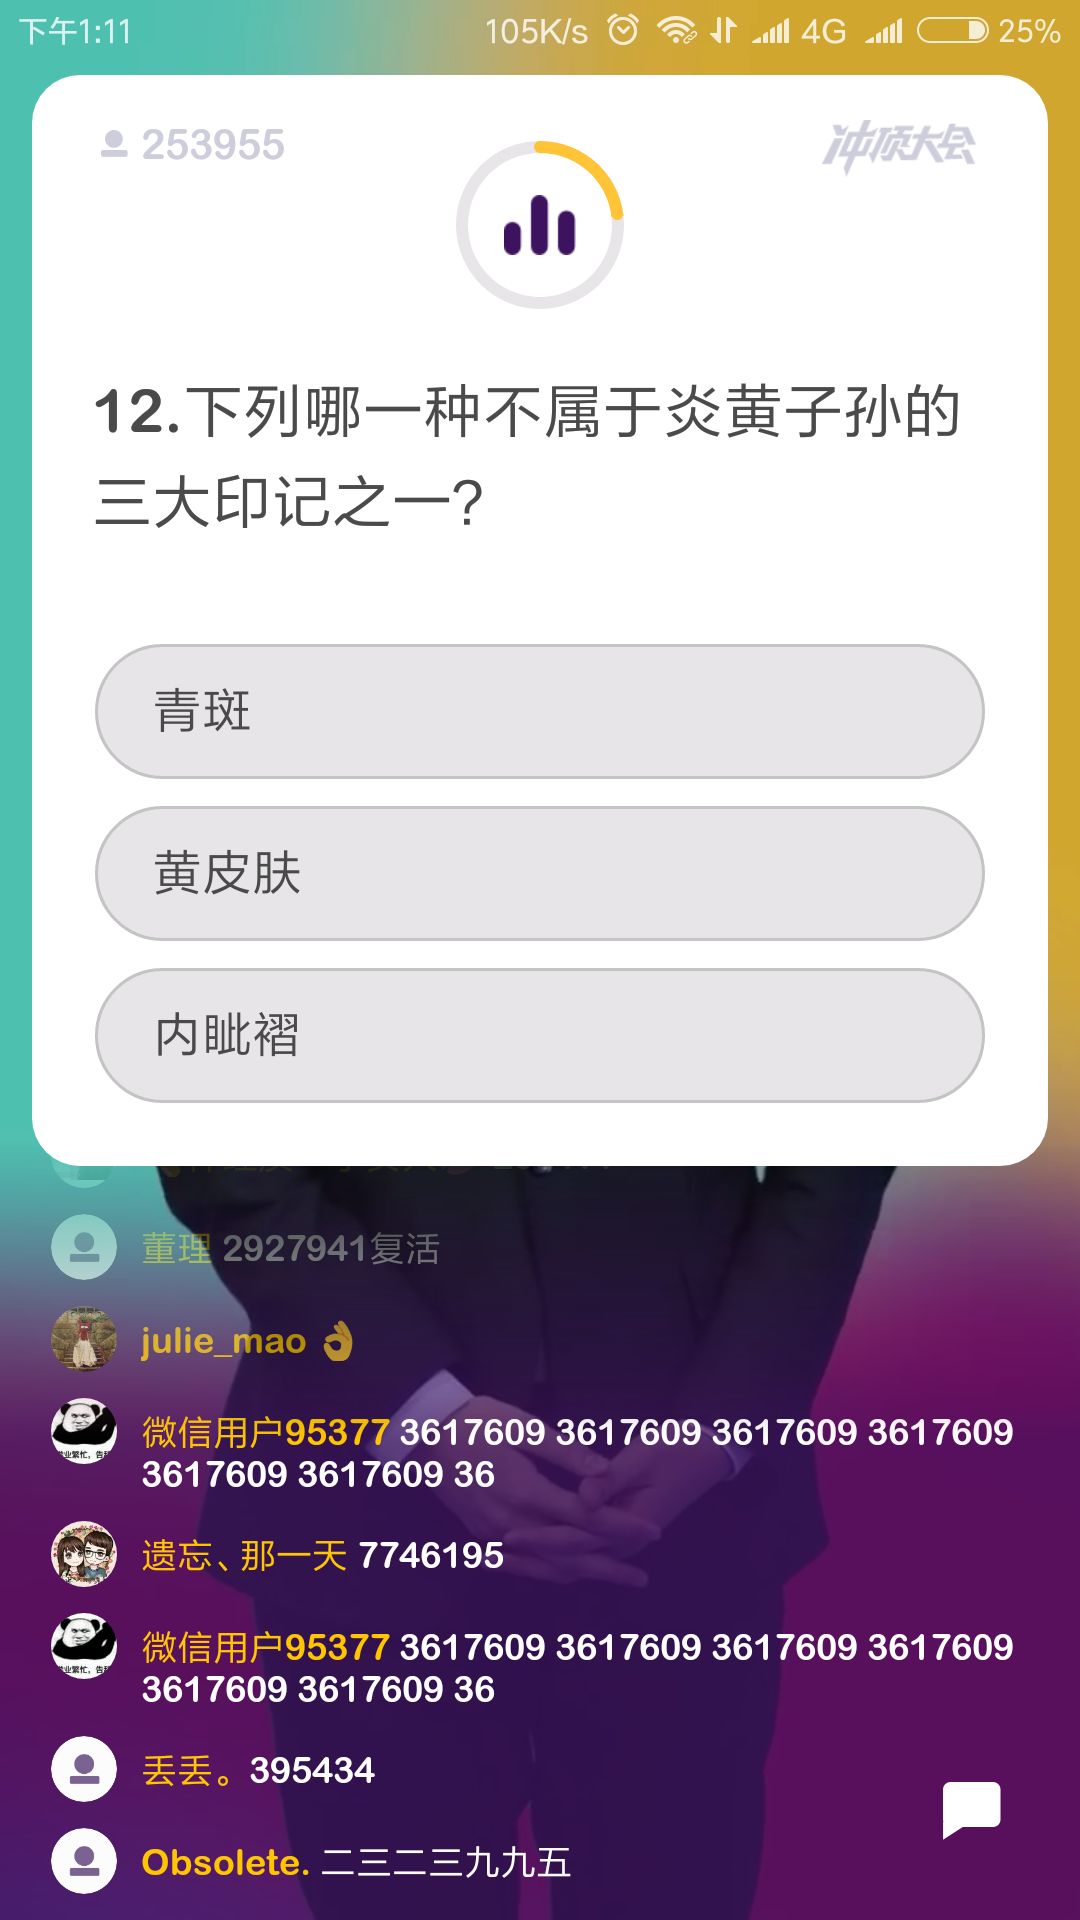 下午1:11
105K/s
4G
25%
253955
冲顶大会
12.下列哪一种不属于炎黄子孙的
三大印记之一?
青斑
黄皮肤
内眦褶
董理 2927941复活
julie_mao 👌
微信用户95377 3617609 3617609 3617609 3617609
3617609 3617609 36
遗忘、那一天 7746195
微信用户95377 3617609 3617609 3617609 3617609
3617609 3617609 36
丢丢。395434
Obsolete. 二三二三九九五